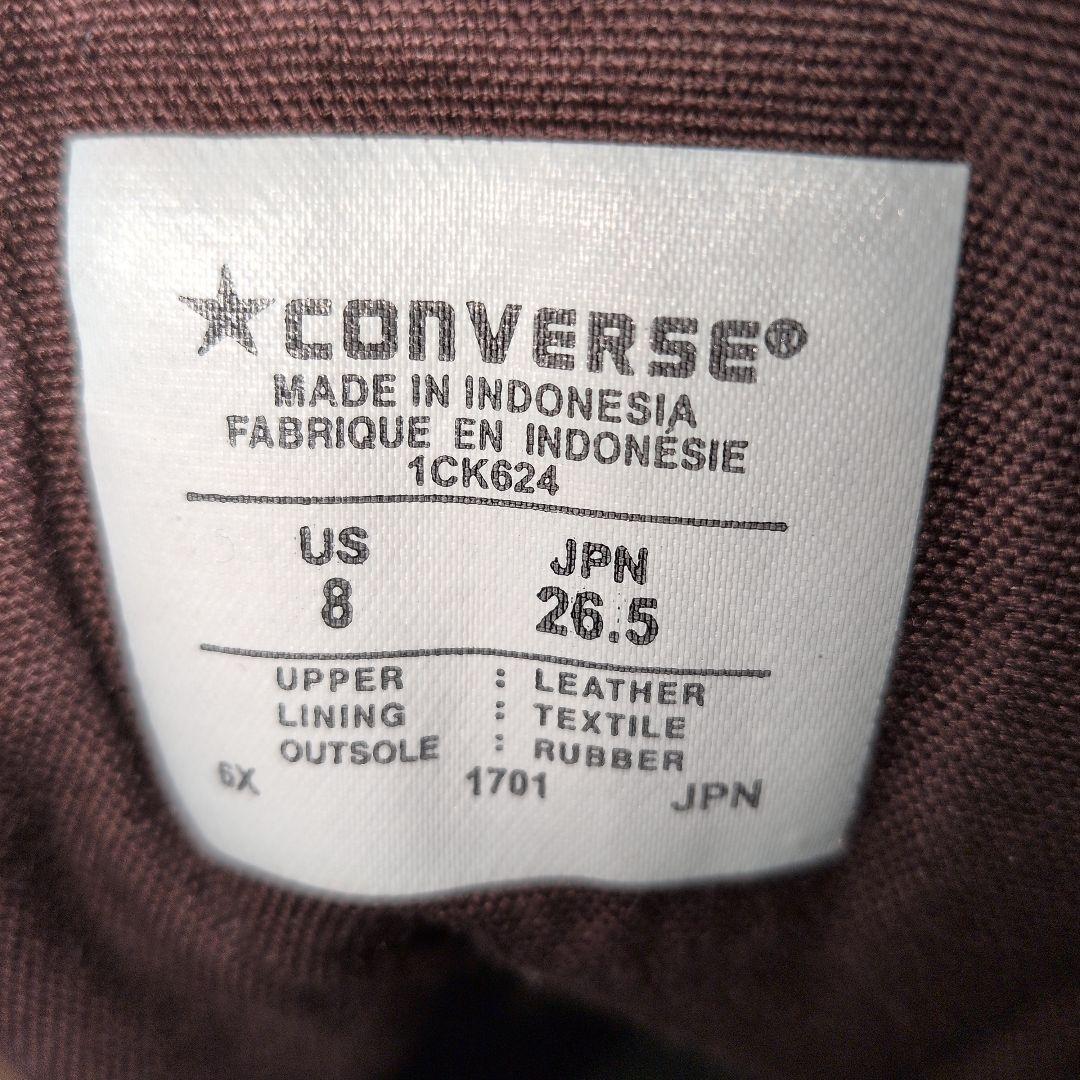 CONVERSE®
MADE IN INDONESIA
FABRIQUE EN INDONÉSIE
1CK624
US JPN
8 26.5
UPPER : LEATHER
LINING : TEXTILE
OUTSOLE : RUBBER
6X 1701 JPN